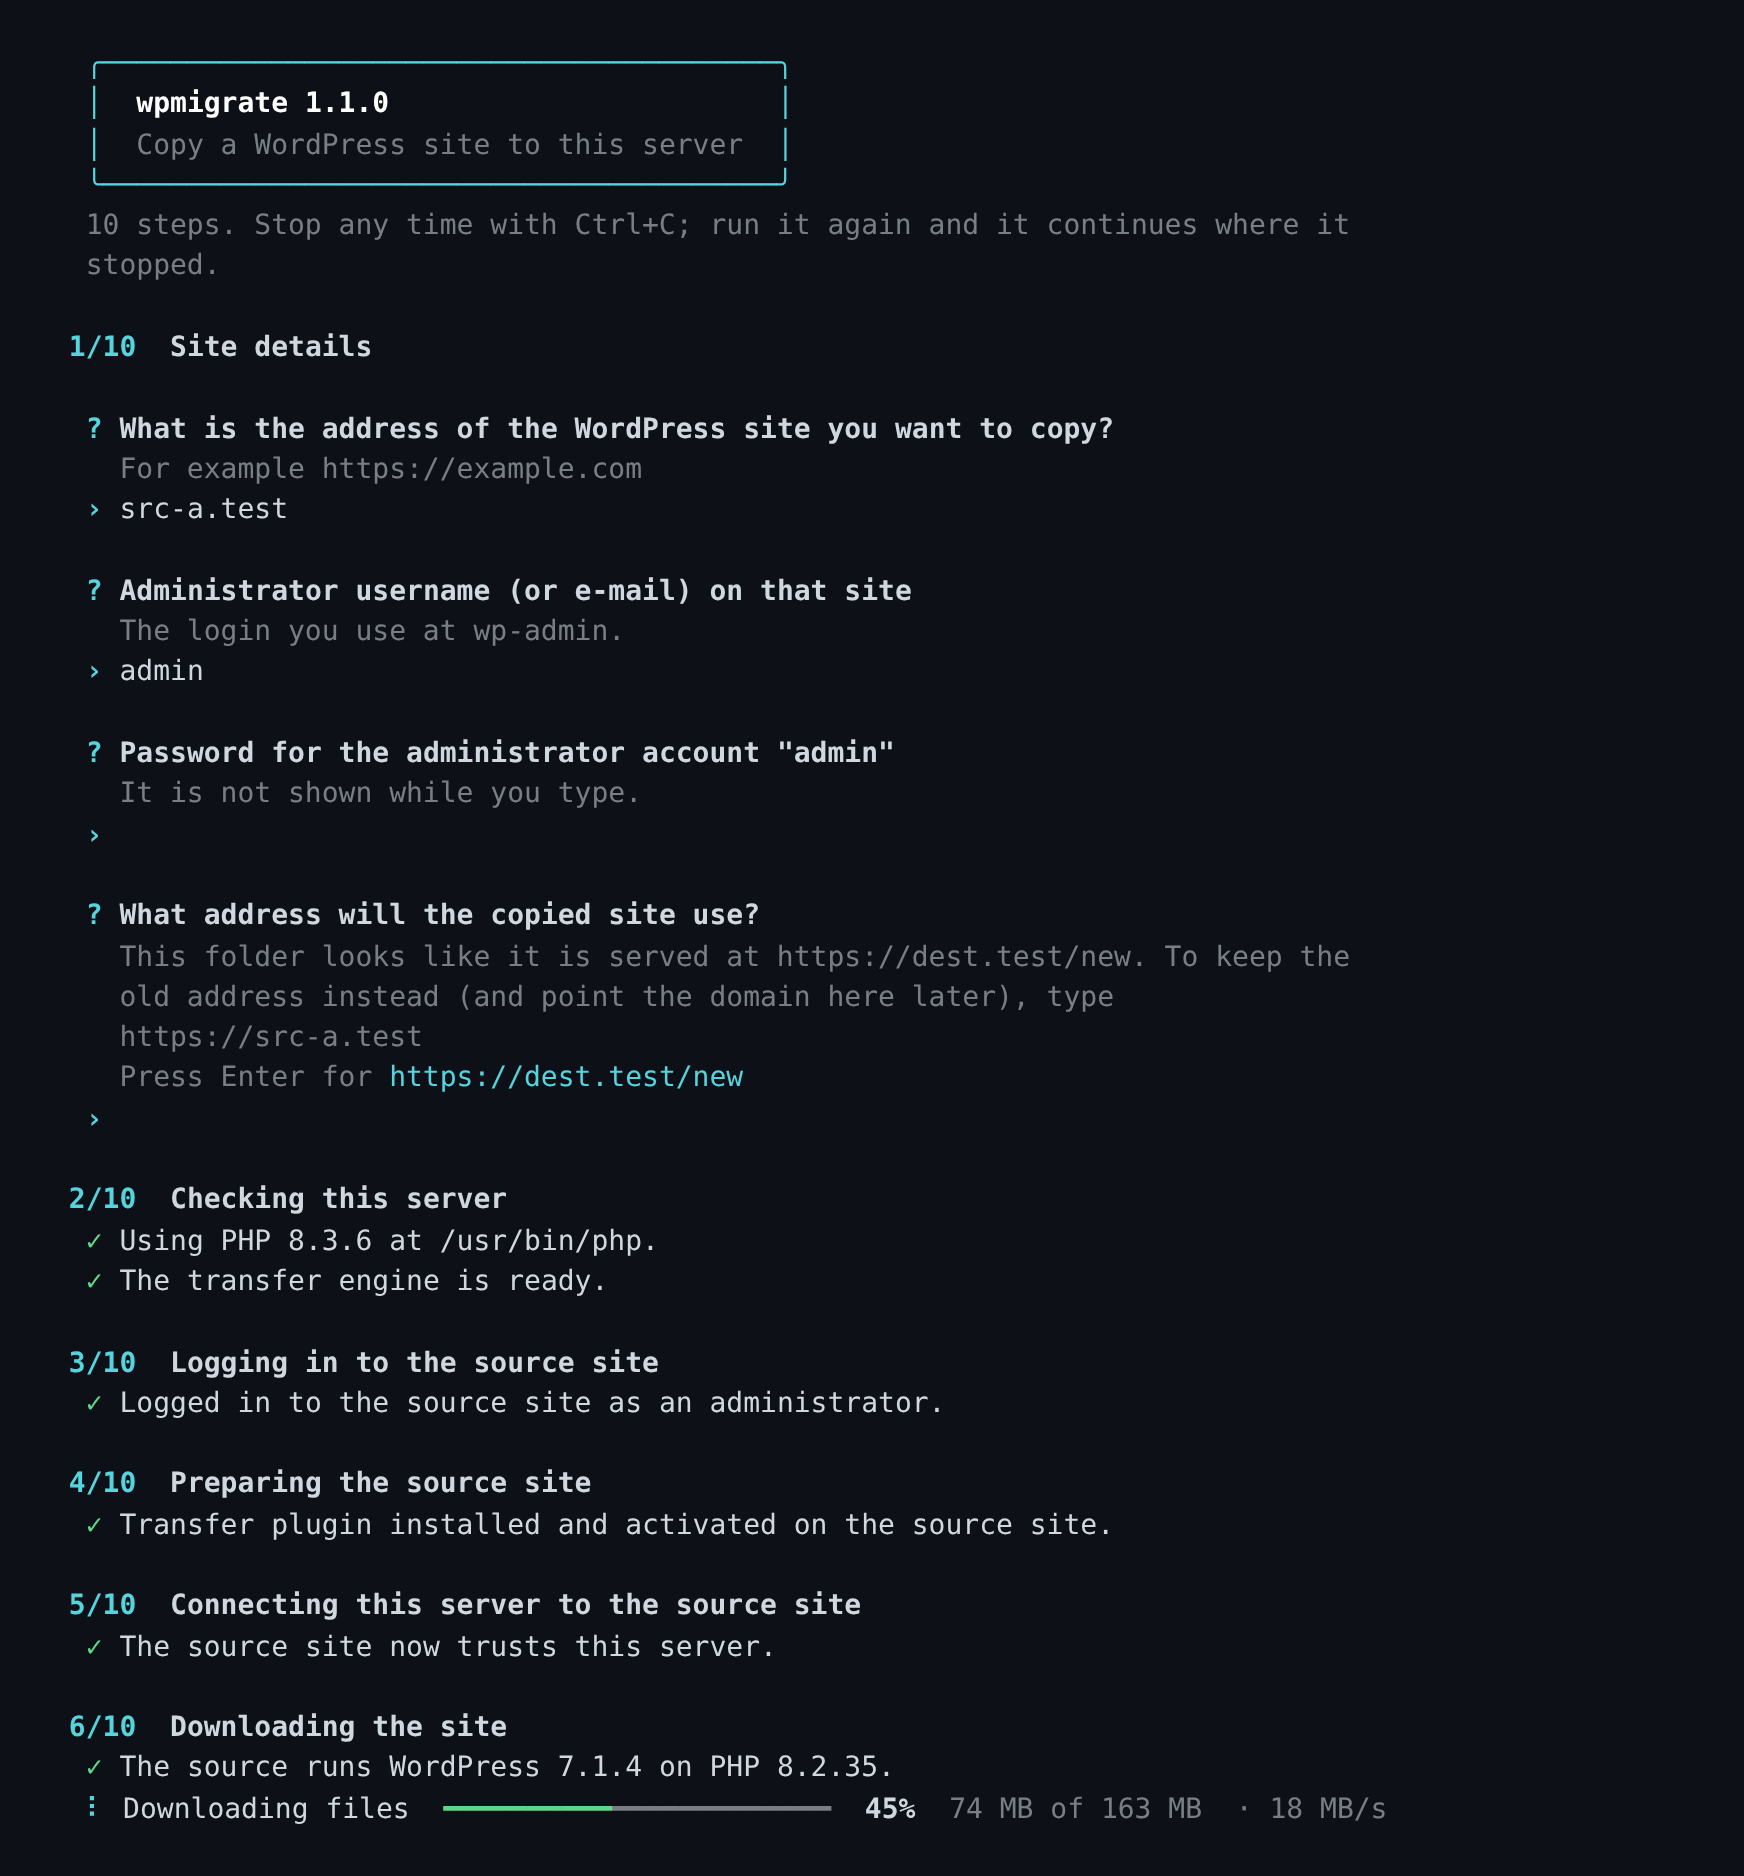 wpmigrate 1.1.0
Copy a WordPress site to this server
10 steps. Stop any time with Ctrl+C; run it again and it continues where it
stopped.
1/10  Site details
? What is the address of the WordPress site you want to copy?
For example https://example.com
› src-a.test
? Administrator username (or e-mail) on that site
The login you use at wp-admin.
› admin
? Password for the administrator account "admin"
It is not shown while you type.
›
? What address will the copied site use?
This folder looks like it is served at https://dest.test/new. To keep the
old address instead (and point the domain here later), type
https://src-a.test
Press Enter for https://dest.test/new
›
2/10  Checking this server
✓ Using PHP 8.3.6 at /usr/bin/php.
✓ The transfer engine is ready.
3/10  Logging in to the source site
✓ Logged in to the source site as an administrator.
4/10  Preparing the source site
✓ Transfer plugin installed and activated on the source site.
5/10  Connecting this server to the source site
✓ The source site now trusts this server.
6/10  Downloading the site
✓ The source runs WordPress 7.1.4 on PHP 8.2.35.
Downloading files  45%  74 MB of 163 MB  · 18 MB/s